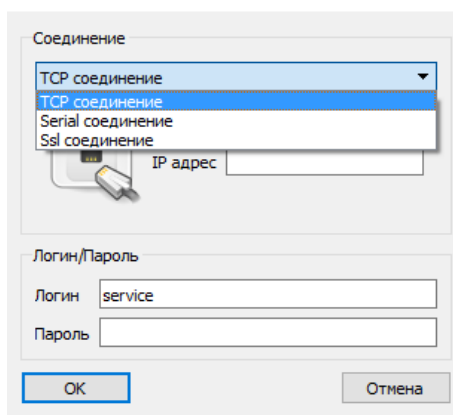 Соединение
TCP соединение
TCP соединение
Serial соединение
Ssl соединение
IP адрес
Логин/Пароль
Логин service
Пароль
OK Отмена